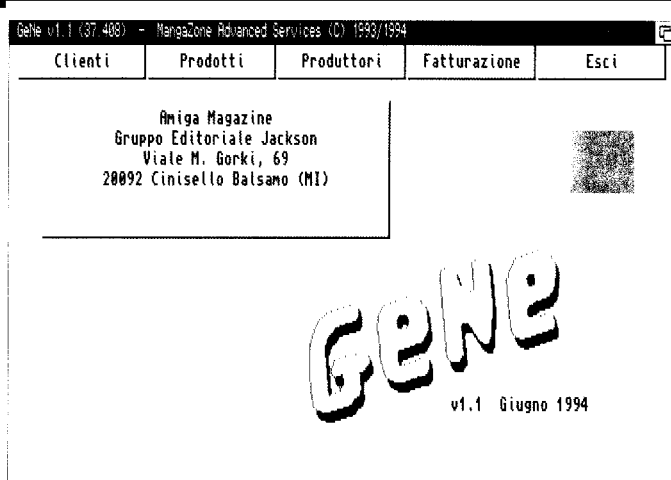 GeNe v1.1 (37.408) - MangaZone Advanced Services (C) 1993/1994
Clienti Prodotti Produttori Fatturazione Esci
Amiga Magazine
Gruppo Editoriale Jackson
Viale M. Gorki, 69
20092 Cinisello Balsamo (MI)
GeNe
v1.1 Giugno 1994